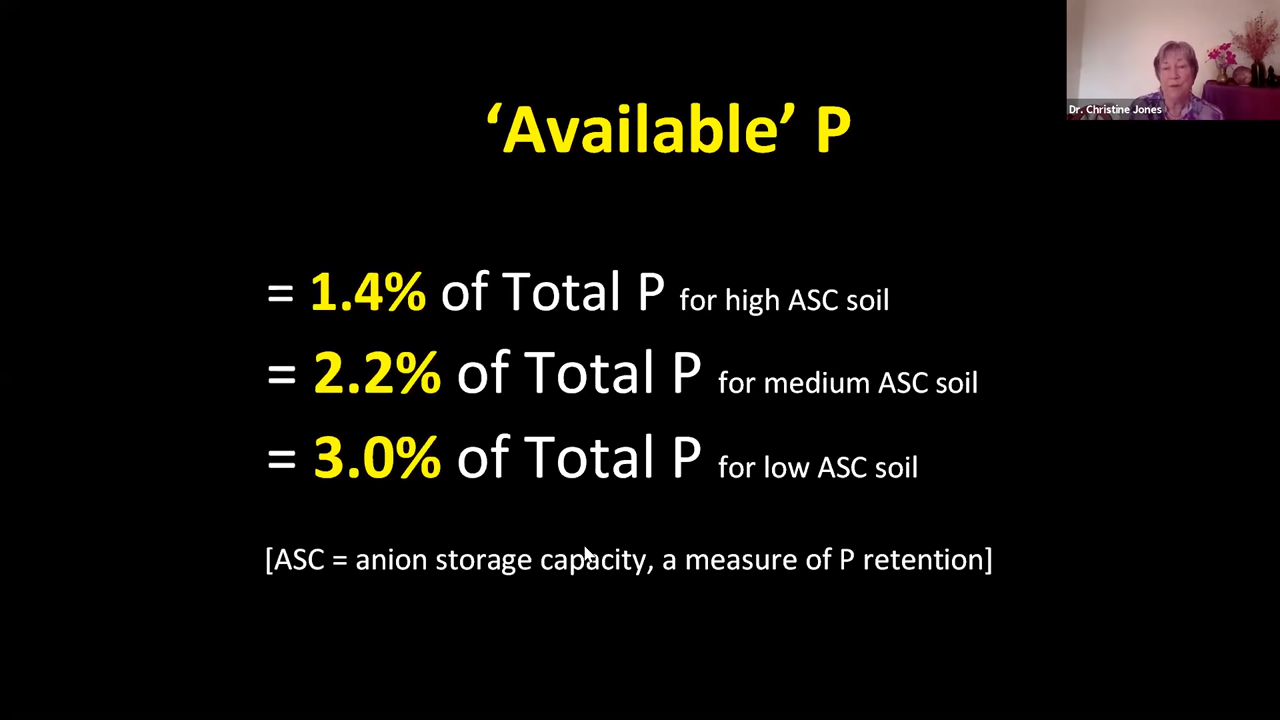 Dr. Christine Jones
‘Available’ P
= 1.4% of Total P for high ASC soil
= 2.2% of Total P for medium ASC soil
= 3.0% of Total P for low ASC soil
[ASC = anion storage capacity, a measure of P retention]